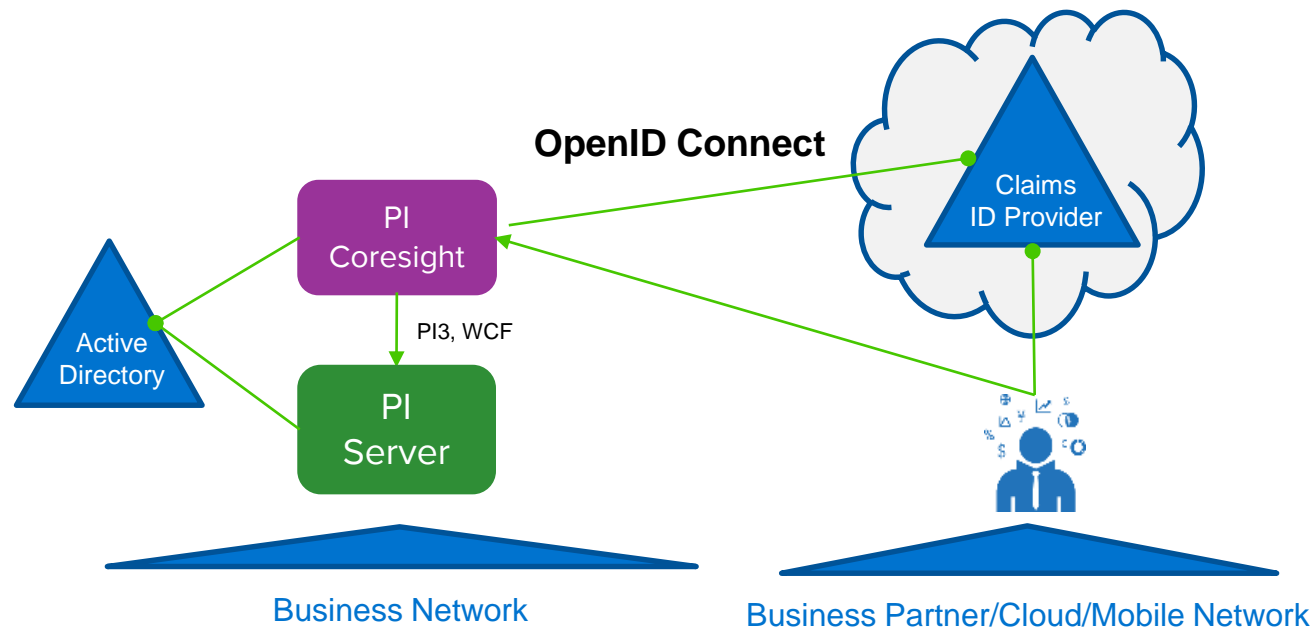 OpenID Connect
Claims
ID Provider
PI
Coresight
Active
Directory
PI3, WCF
PI
Server
Business Network
Business Partner/Cloud/Mobile Network